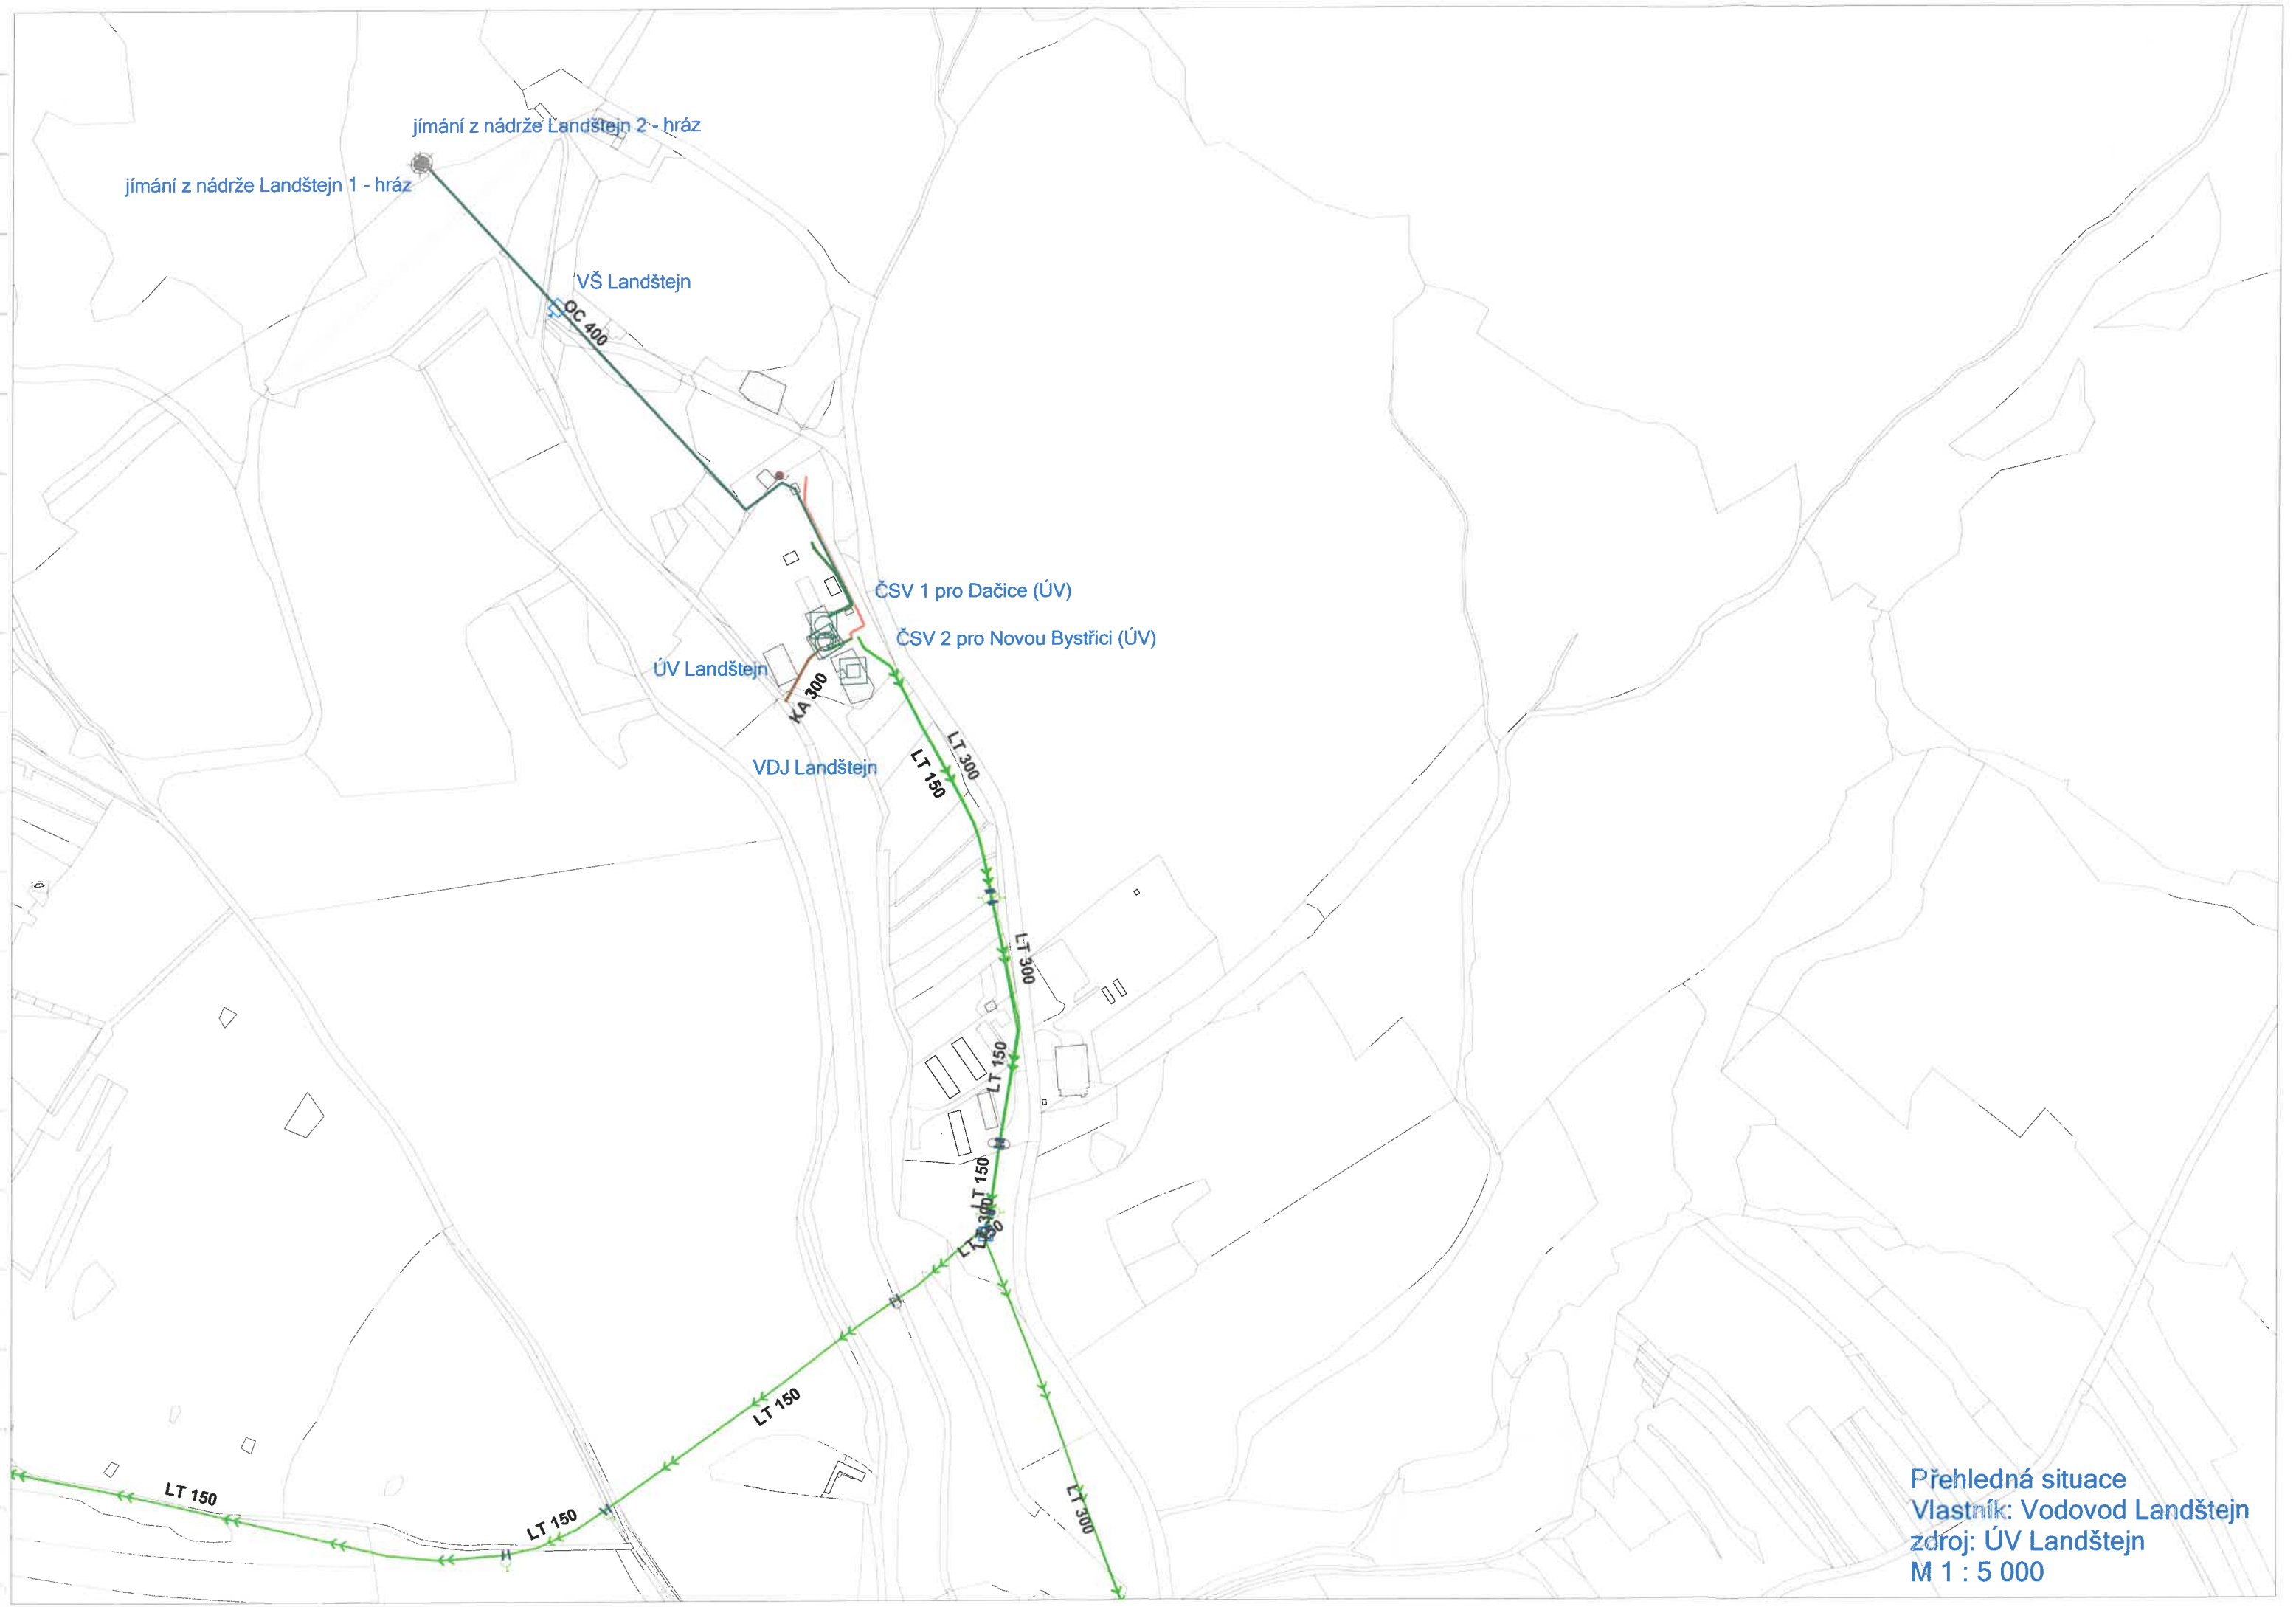 jímání z nádrže Landštejn 2 - hráz
jímání z nádrže Landštejn 1 - hráz
VŠ Landštejn
OC 400
ČSV 1 pro Dačice (ÚV)
ČSV 2 pro Novou Bystřici (ÚV)
ÚV Landštejn
KA 300
VDJ Landštejn
LT 300
LT 150
LT 300
LT 150
LT 150
LT 150
LT 150
LT 150
LT 300
Přehledná situace
Vlastník: Vodovod Landštejn
zdroj: ÚV Landštejn
M 1 : 5 000